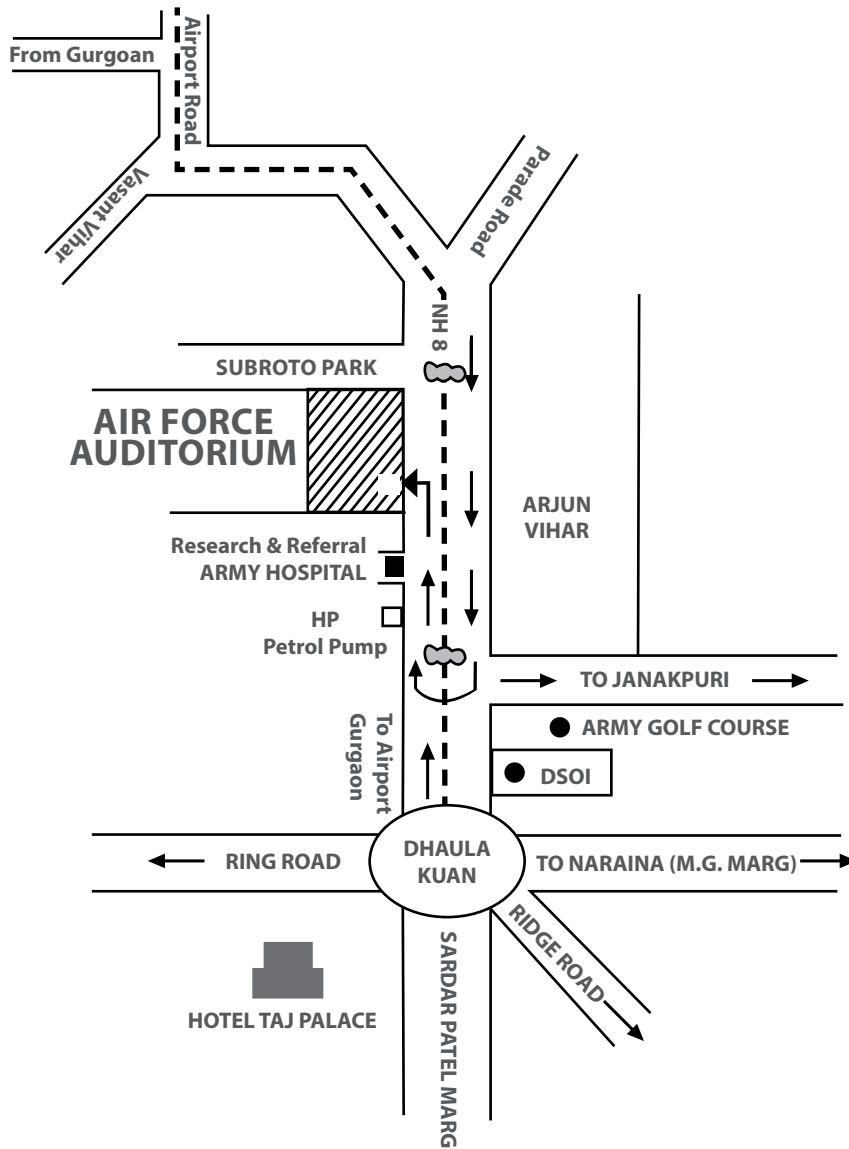 From Gurgoan
Airport Road
Vasant Vihar
Parade Road
NH 8
SUBROTO PARK
AIR FORCE
AUDITORIUM
ARJUN
VIHAR
Research & Referral
ARMY HOSPITAL
HP
Petrol Pump
TO JANAKPURI
To Airport
Gurgaon
ARMY GOLF COURSE
DSOI
RING ROAD
DHAULA
KUAN
TO NARAINA (M.G. MARG)
RIDGE ROAD
SARDAR PATEL MARG
HOTEL TAJ PALACE